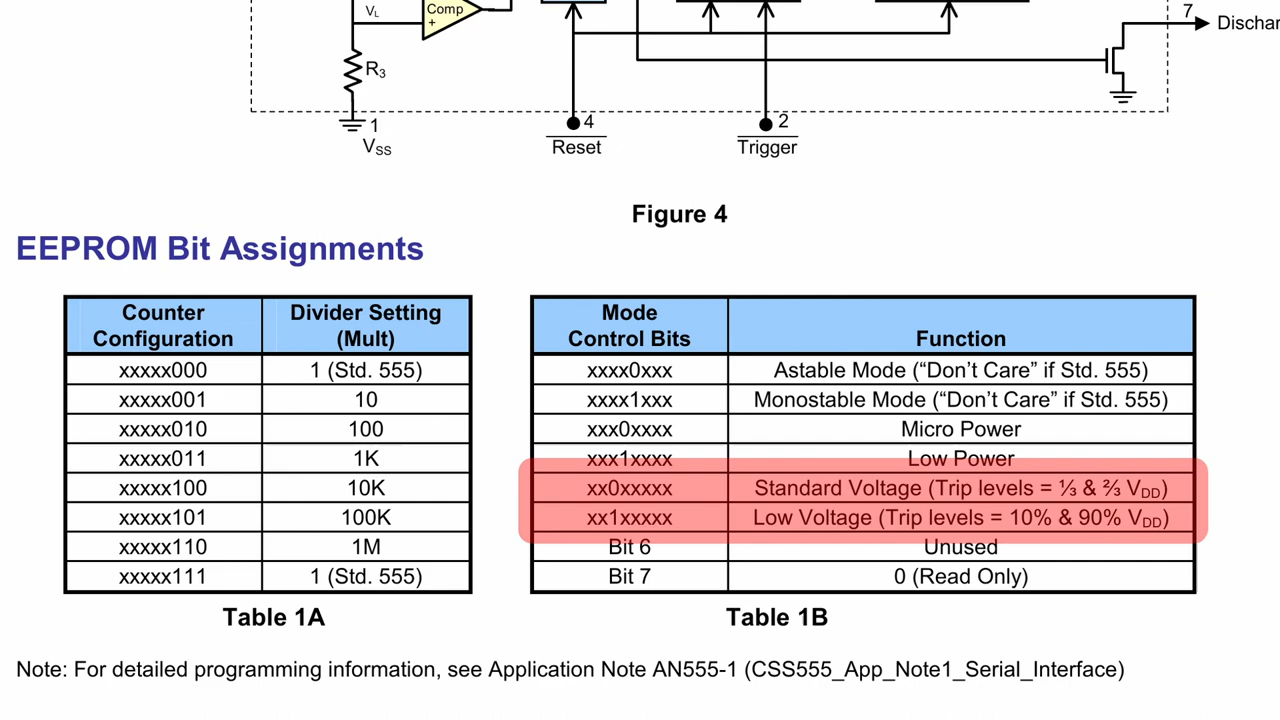 VL
Comp
+
7
Dischar
R3
1
VSS
4
Reset
2
Trigger
Figure 4
EEPROM Bit Assignments
Counter Configuration
Divider Setting (Mult)
xxxxx000 1 (Std. 555)
xxxxx001 10
xxxxx010 100
xxxxx011 1K
xxxxx100 10K
xxxxx101 100K
xxxxx110 1M
xxxxx111 1 (Std. 555)
Table 1A
Mode Control Bits
Function
xxxx0xxx Astable Mode (“Don’t Care” if Std. 555)
xxxx1xxx Monostable Mode (“Don’t Care” if Std. 555)
xxx0xxxx Micro Power
xxx1xxxx Low Power
xx0xxxxx Standard Voltage (Trip levels = ⅓ & ⅔ VDD)
xx1xxxxx Low Voltage (Trip levels = 10% & 90% VDD)
Bit 6 Unused
Bit 7 0 (Read Only)
Table 1B
Note: For detailed programming information, see Application Note AN555-1 (CSS555_App_Note1_Serial_Interface)